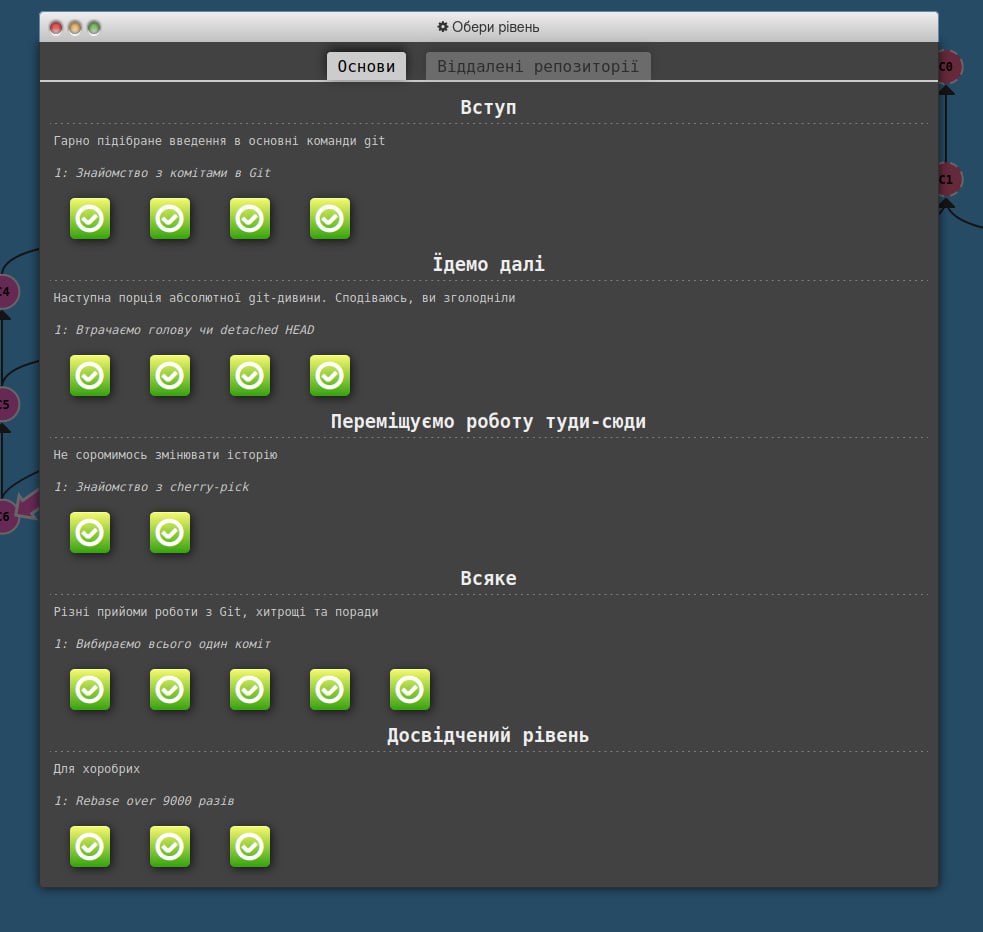 Обери рівень
Основи
Віддалені репозиторії
C0
C1
Вступ
Гарно підібране введення в основні команди git
1: Знайомство з комітами в Git
Їдемо далі
Наступна порція абсолютної git-дивини. Сподіваюсь, ви зголодніли
1: Втрачаємо голову чи detached HEAD
C4
C5
C6
Переміщуємо роботу туди-сюди
Не соромимось змінювати історію
1: Знайомство з cherry-pick
Всяке
Різні прийоми роботи з Git, хитрощі та поради
1: Вибираємо всього один коміт
Досвідчений рівень
Для хоробрих
1: Rebase over 9000 разів